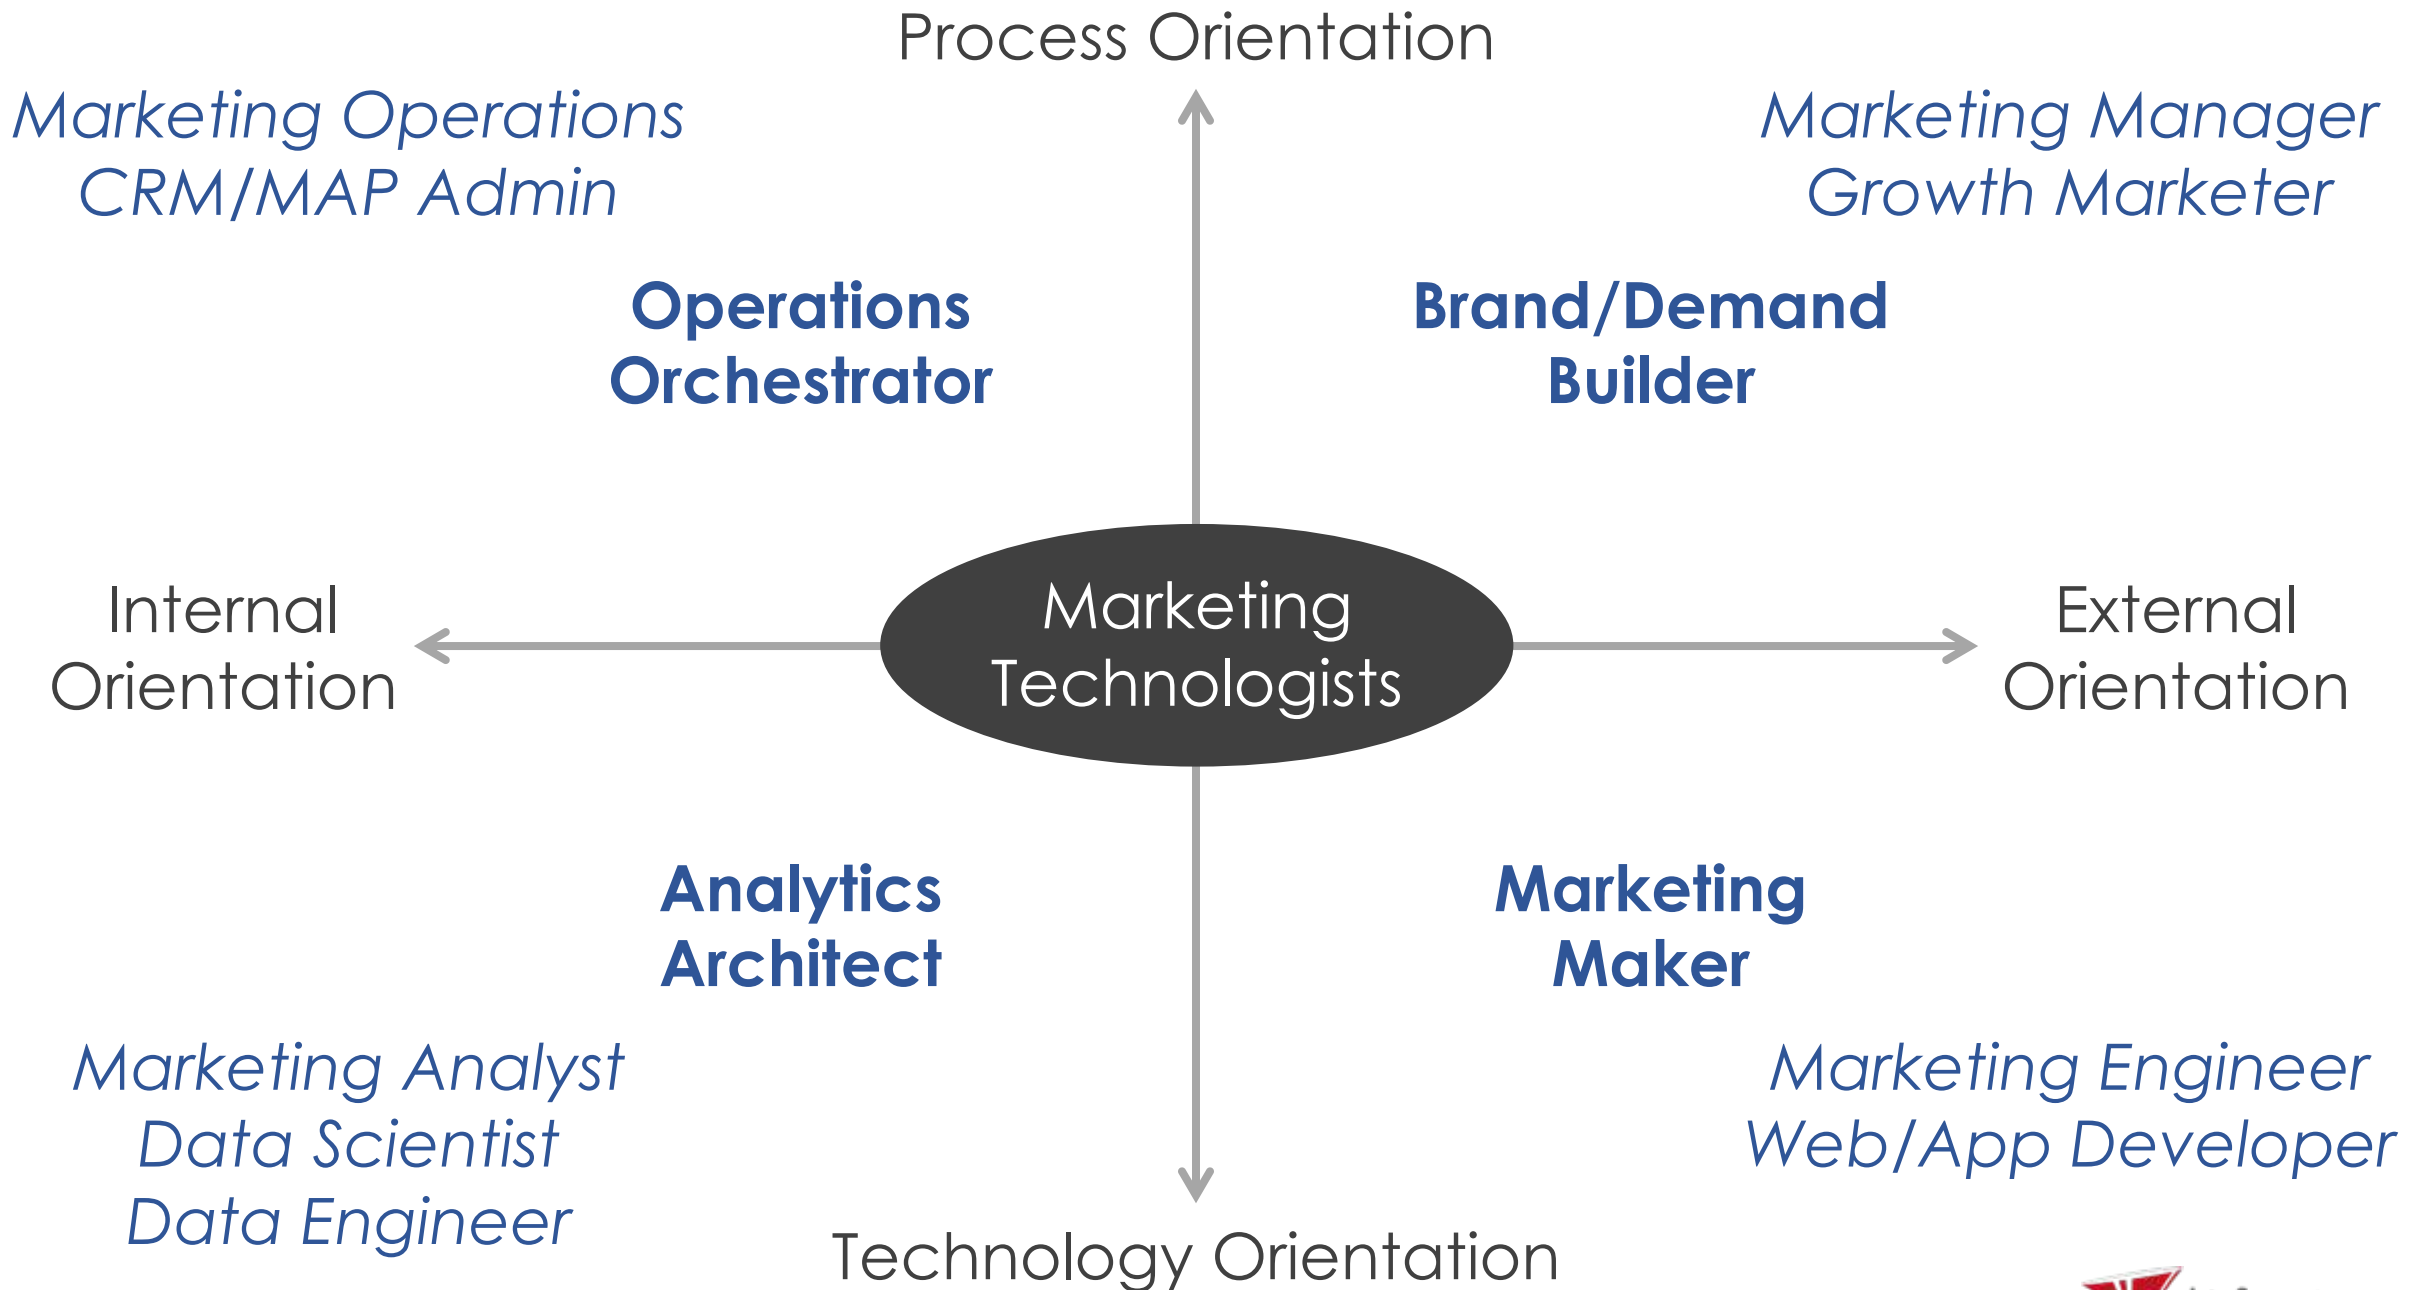 Process Orientation
Marketing Operations
CRM/MAP Admin
Marketing Manager
Growth Marketer
Operations
Orchestrator
Brand/Demand
Builder
Internal
Orientation
Marketing
Technologists
External
Orientation
Analytics
Architect
Marketing
Maker
Marketing Analyst
Data Scientist
Data Engineer
Marketing Engineer
Web/App Developer
Technology Orientation